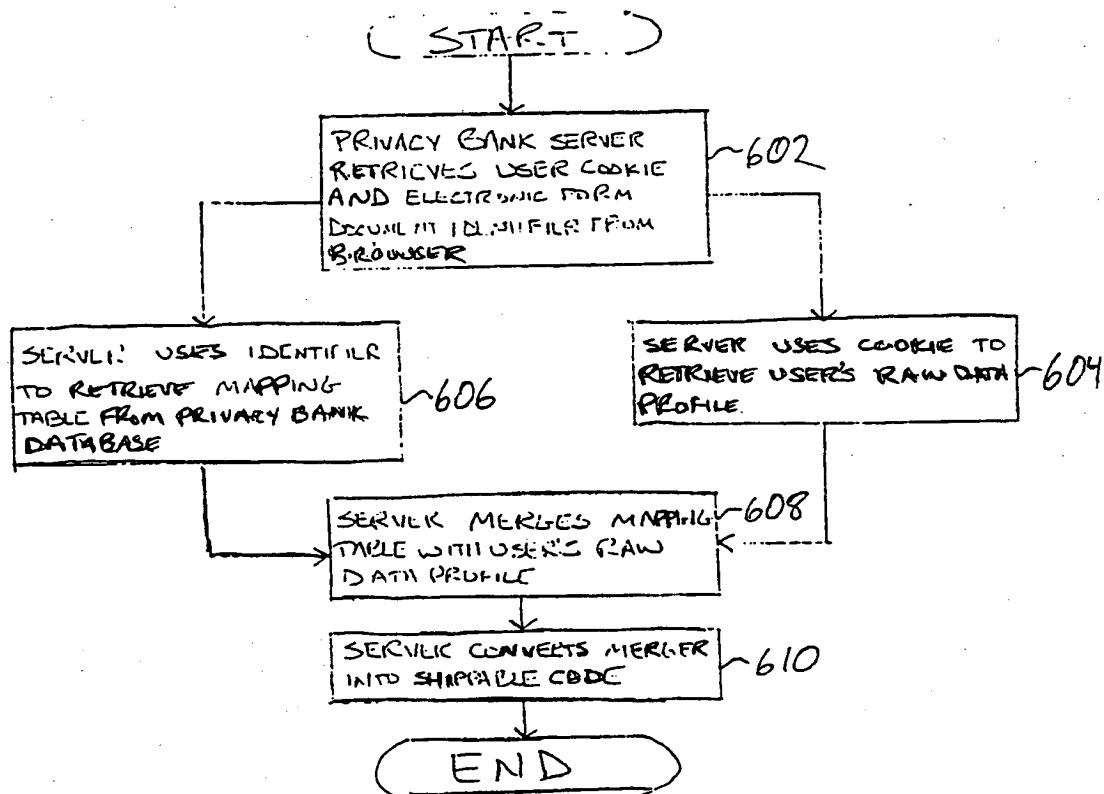 START
PRIVACY BANK SERVER
RETRIEVES USER COOKIE
AND ELECTRONIC FORM
DOCUMENT IDENTIFIER FROM
BROWSER
602
SERVER USES IDENTIFIER
TO RETRIEVE MAPPING
TABLE FROM PRIVACY BANK
DATABASE
606
SERVER USES COOKIE TO
RETRIEVE USER'S RAW DATA
PROFILE.
604
SERVER MERGES MAPPING
TABLE WITH USER'S RAW
DATA PROFILE
608
SERVER CONVERTS MERGER
INTO SHIPPABLE CODE
610
END